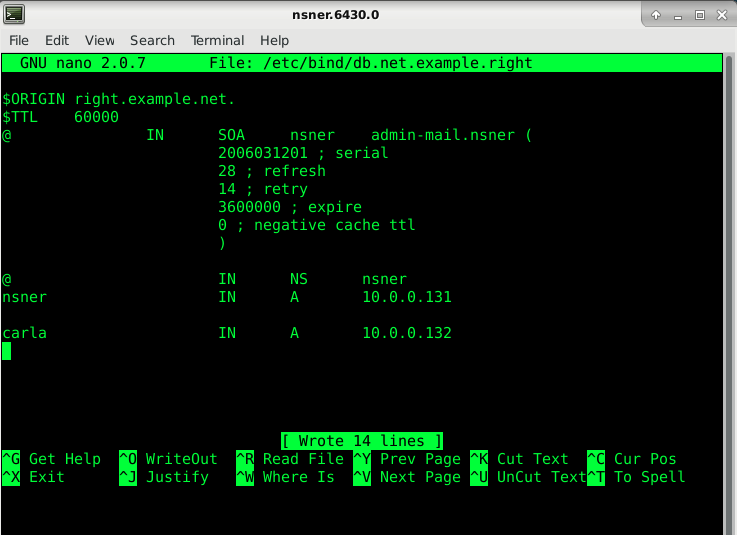 nsner.6430.0
File Edit View Search Terminal Help
GNU nano 2.0.7 File: /etc/bind/db.net.example.right
$ORIGIN right.example.net.
$TTL 60000
@ IN SOA nsner admin-mail.nsner (
2006031201 ; serial
28 ; refresh
14 ; retry
3600000 ; expire
0 ; negative cache ttl
)
@ IN NS nsner
nsner IN A 10.0.0.131
carla IN A 10.0.0.132
[ Wrote 14 lines ]
^G Get Help ^O WriteOut ^R Read File ^Y Prev Page ^K Cut Text ^C Cur Pos
^X Exit ^J Justify ^W Where Is ^V Next Page ^U UnCut Text^T To Spell